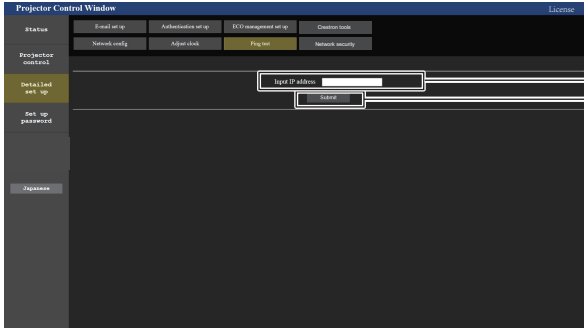 Projector Control Window
License
Status
E-mail set up
Authentication set up
ECO management set up
Crestron tools
Network config
Adjust clock
Ping test
Network security
Projector
control
Detailed
set up
Set up
password
Japanese
Input IP address
Submit